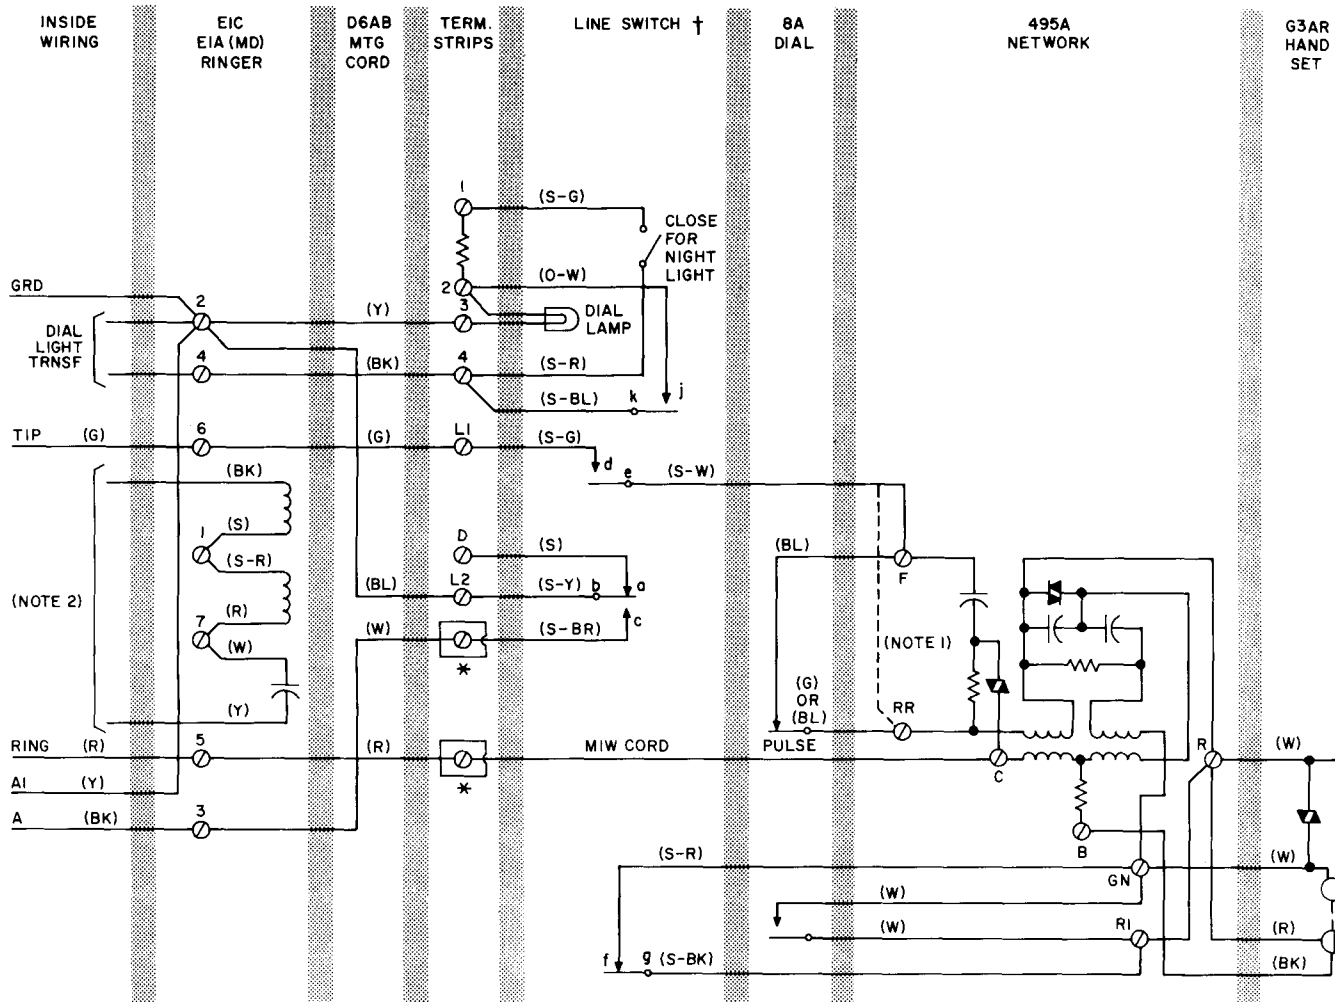 INSIDE
WIRING
EIC
EIA (MD)
RINGER
D6AB
MTG
CORD
TERM.
STRIPS
LINE SWITCH †
8A
DIAL
495A
NETWORK
G3AR
HAND
SET
1
(S-G)
CLOSE
FOR
NIGHT
LIGHT
GRD
2
(Y)
2
(O-W)
3
DIAL
LAMP
DIAL
LIGHT
TRNSF
4
(BK)
4
(S-R)
j
(S-BL)
k
TIP (G)
6
(G)
L1
(S-G)
d
e
(S-W)
(BK)
(S)
1
(S-R)
D
(S)
(BL)
F
(NOTE 2)
(BL)
L2
(S-Y)
b
a
(R)
7
(W)
(W)
*
(S-BR)
c
(NOTE 1)
(Y)
(G)
OR
(BL)
RR
RING (R)
5
(R)
*
MIW CORD
PULSE
C
R
(W)
A1 (Y)
A (BK)
3
B
(S-R)
GN
(W)
(W)
(W)
R1
(R)
f
g
(S-BK)
(BK)